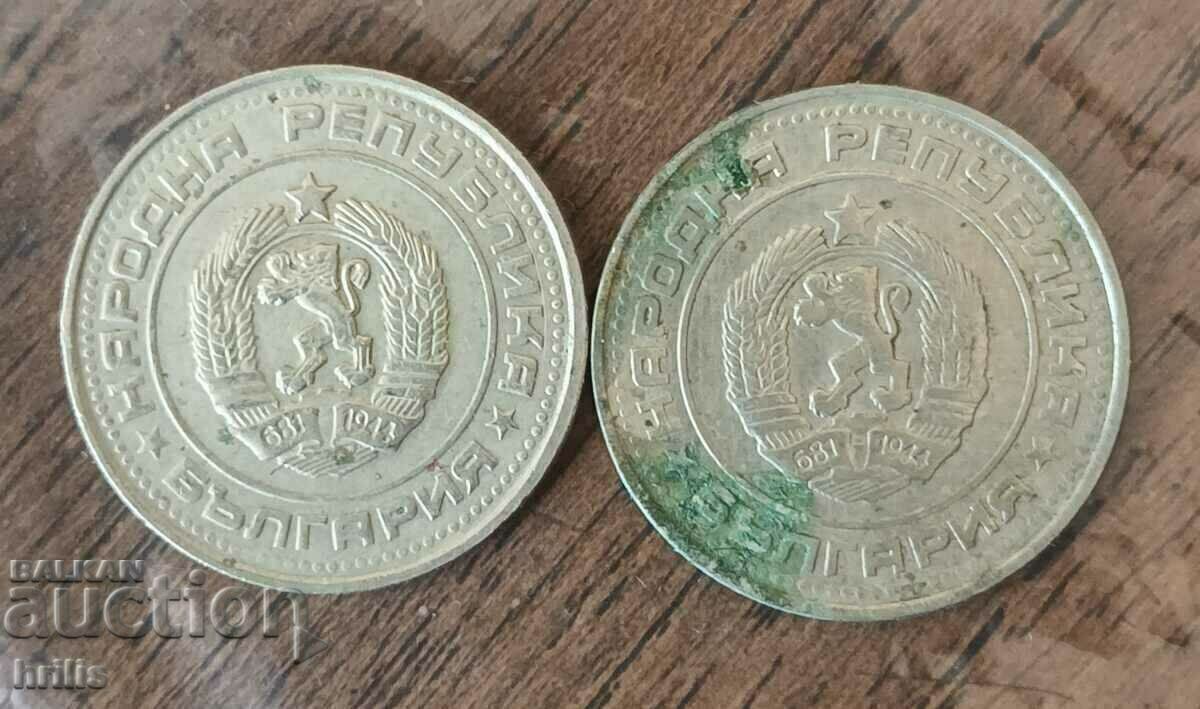 НАРОДНА РЕПУБЛИКА
БЪЛГАРИЯ
681 1944
НАРОДНА РЕПУБЛИКА
БЪЛГАРИЯ
681 1944
BALKAN
auction
hrilis